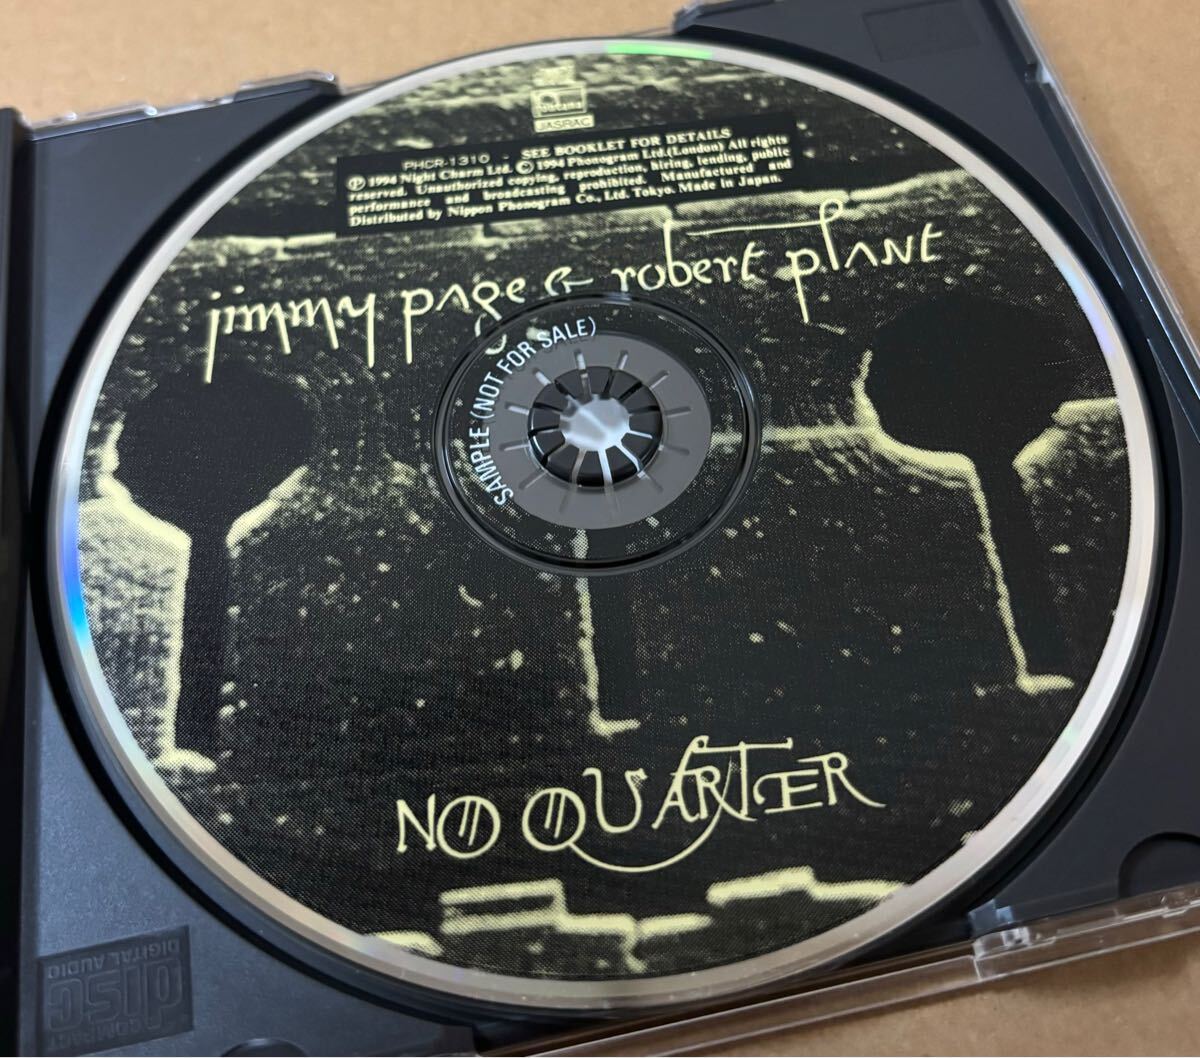 fontana
JASRAC
PHCR-1310 - SEE BOOKLET FOR DETAILS
℗ 1994 Night Charm Ltd. © 1994 Phonogram Ltd.(London) All rights
reserved. Unauthorized copying, reproduction, hiring, lending, public
performance and broadcasting prohibited. Manufactured and
Distributed by Nippon Phonogram Co., Ltd. Tokyo. Made in Japan.
jimmy page & robert plant
SAMPLE (NOT FOR SALE)
NO QUARTER
COMPACT
disc
DIGITAL AUDIO